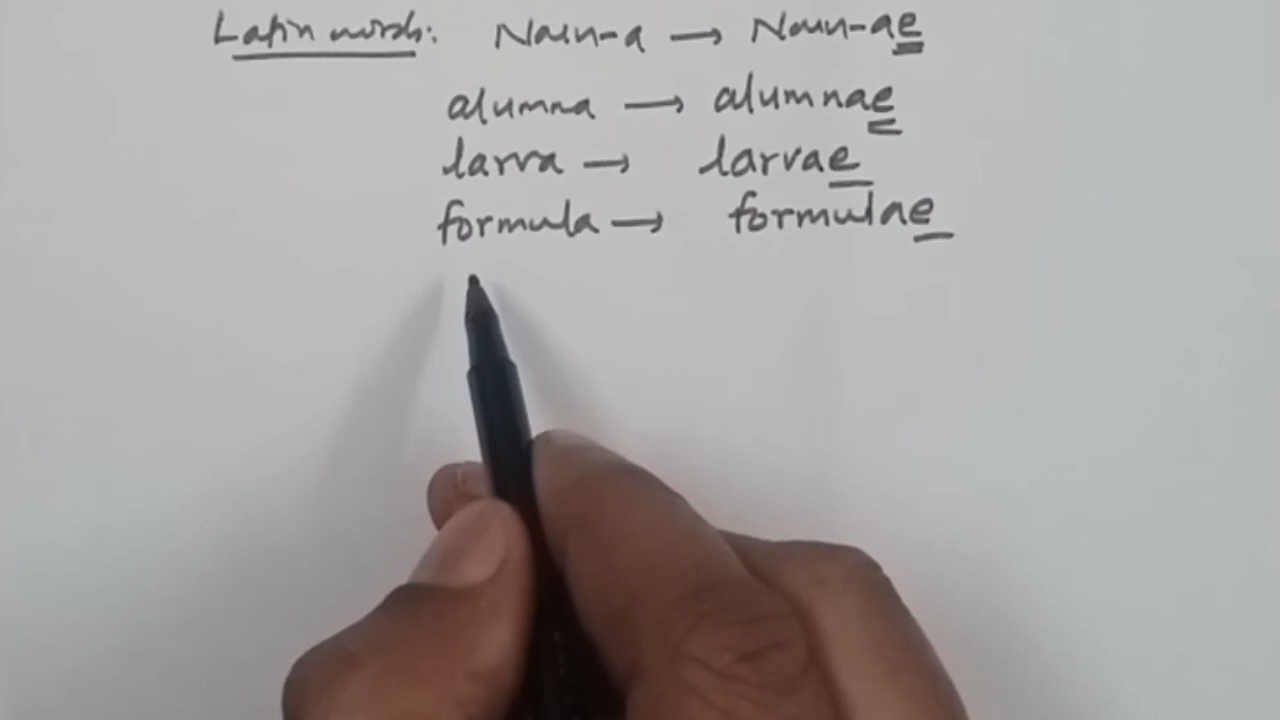 Latin words: Noun-a → Noun-ae
alumna → alumnae
larva → larvae
formula → formulae